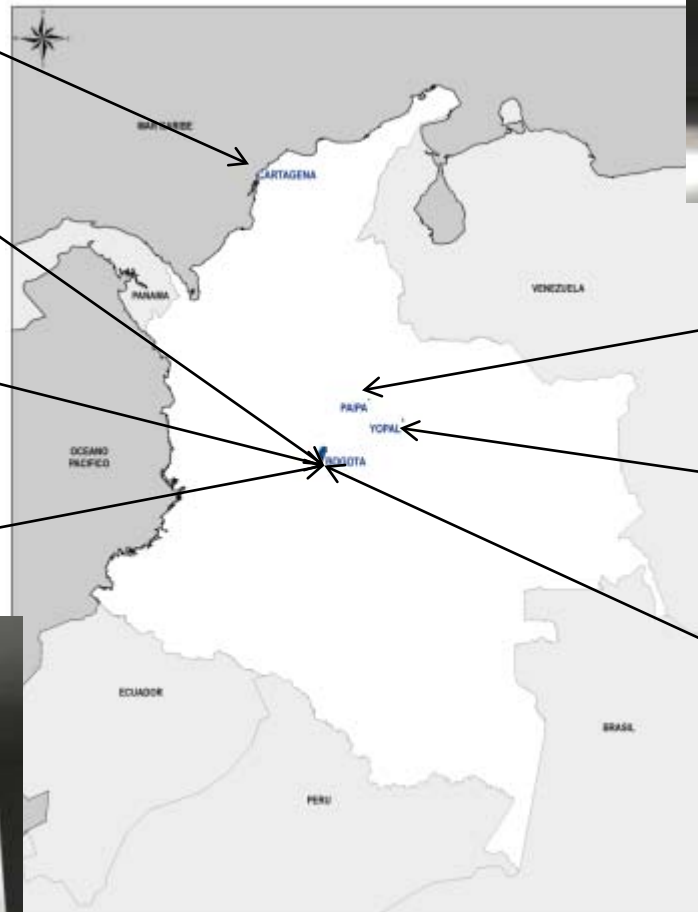 MAR CARIBE
CARTAGENA
PANAMA
VENEZUELA
PAIPA
YOPAL
OCEANO
PACIFICO
BOGOTA
ECUADOR
BRASIL
PERU